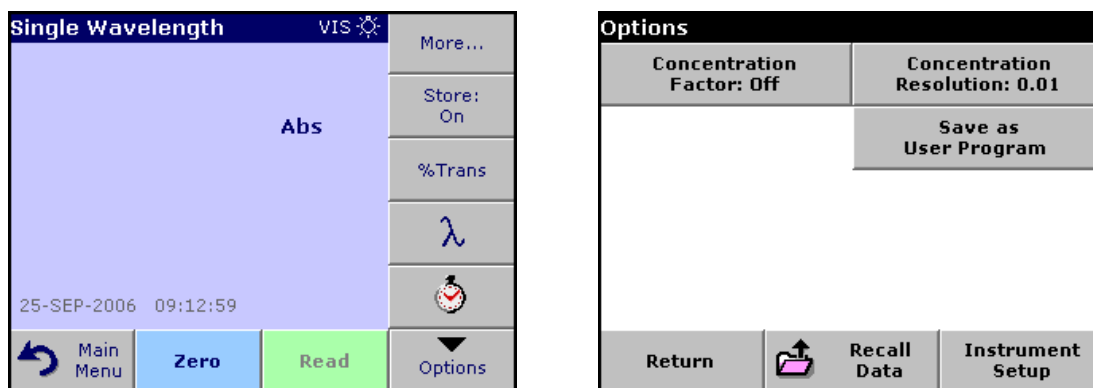 Single Wavelength VIS
More...
Store:
On
Abs
%Trans
λ
25-SEP-2006 09:12:59
Main
Menu
Zero
Read
Options
Options
Concentration
Factor: Off
Concentration
Resolution: 0.01
Save as
User Program
Return
Recall
Data
Instrument
Setup